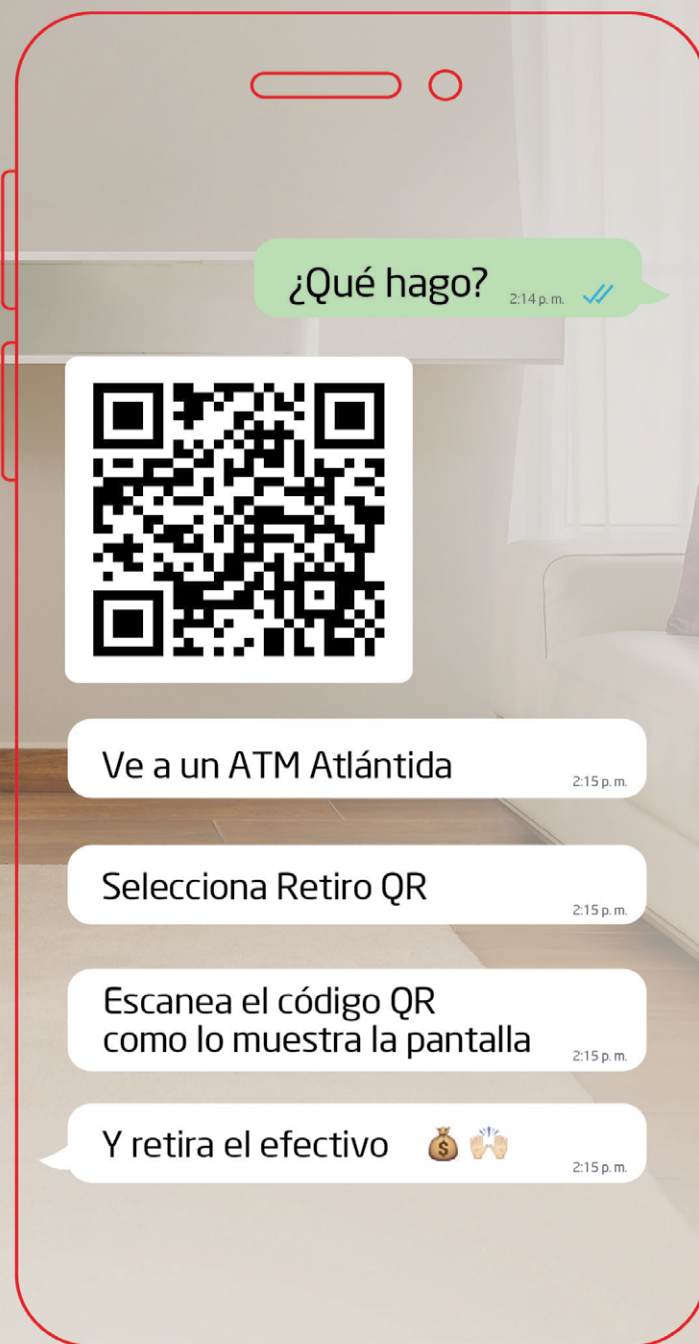 ¿Qué hago? 2:14 p. m.
Ve a un ATM Atlántida 2:15 p. m.
Selecciona Retiro QR 2:15 p. m.
Escanea el código QR
como lo muestra la pantalla 2:15 p. m.
Y retira el efectivo 💰 🙌🏻 2:15 p. m.